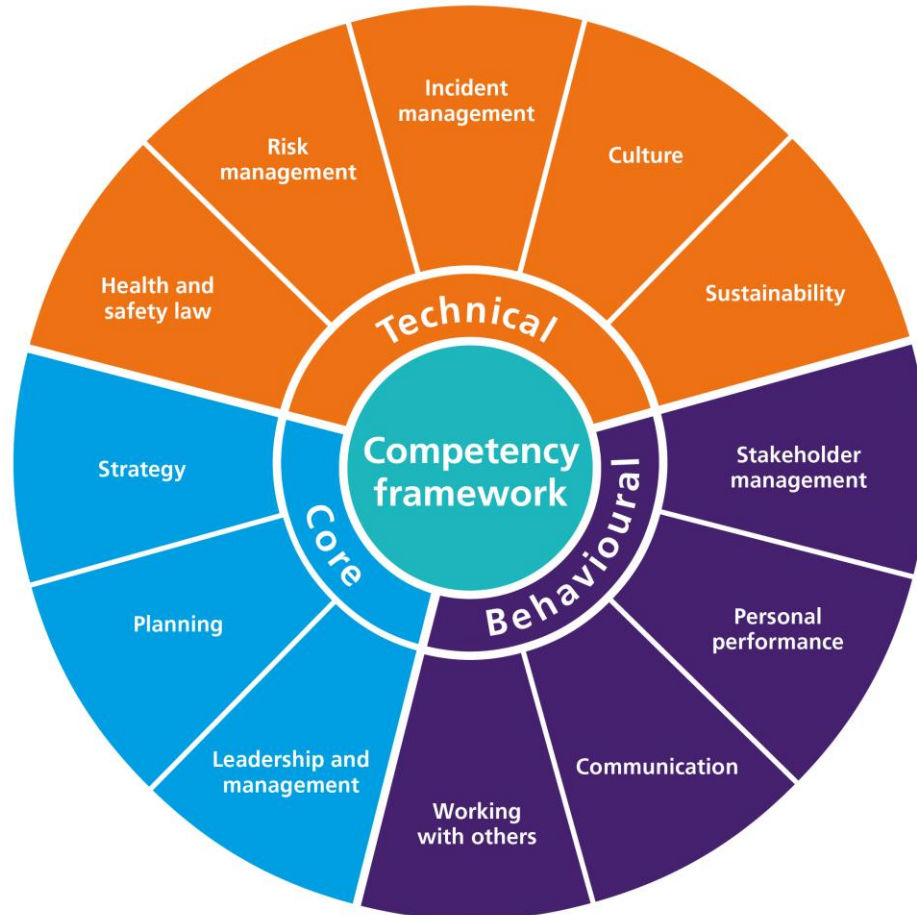 Incident
management
Risk
management
Culture
Health and
safety law
Sustainability
Technical
Competency
framework
Core
Behavioural
Strategy
Stakeholder
management
Planning
Personal
performance
Leadership and
management
Communication
Working
with others